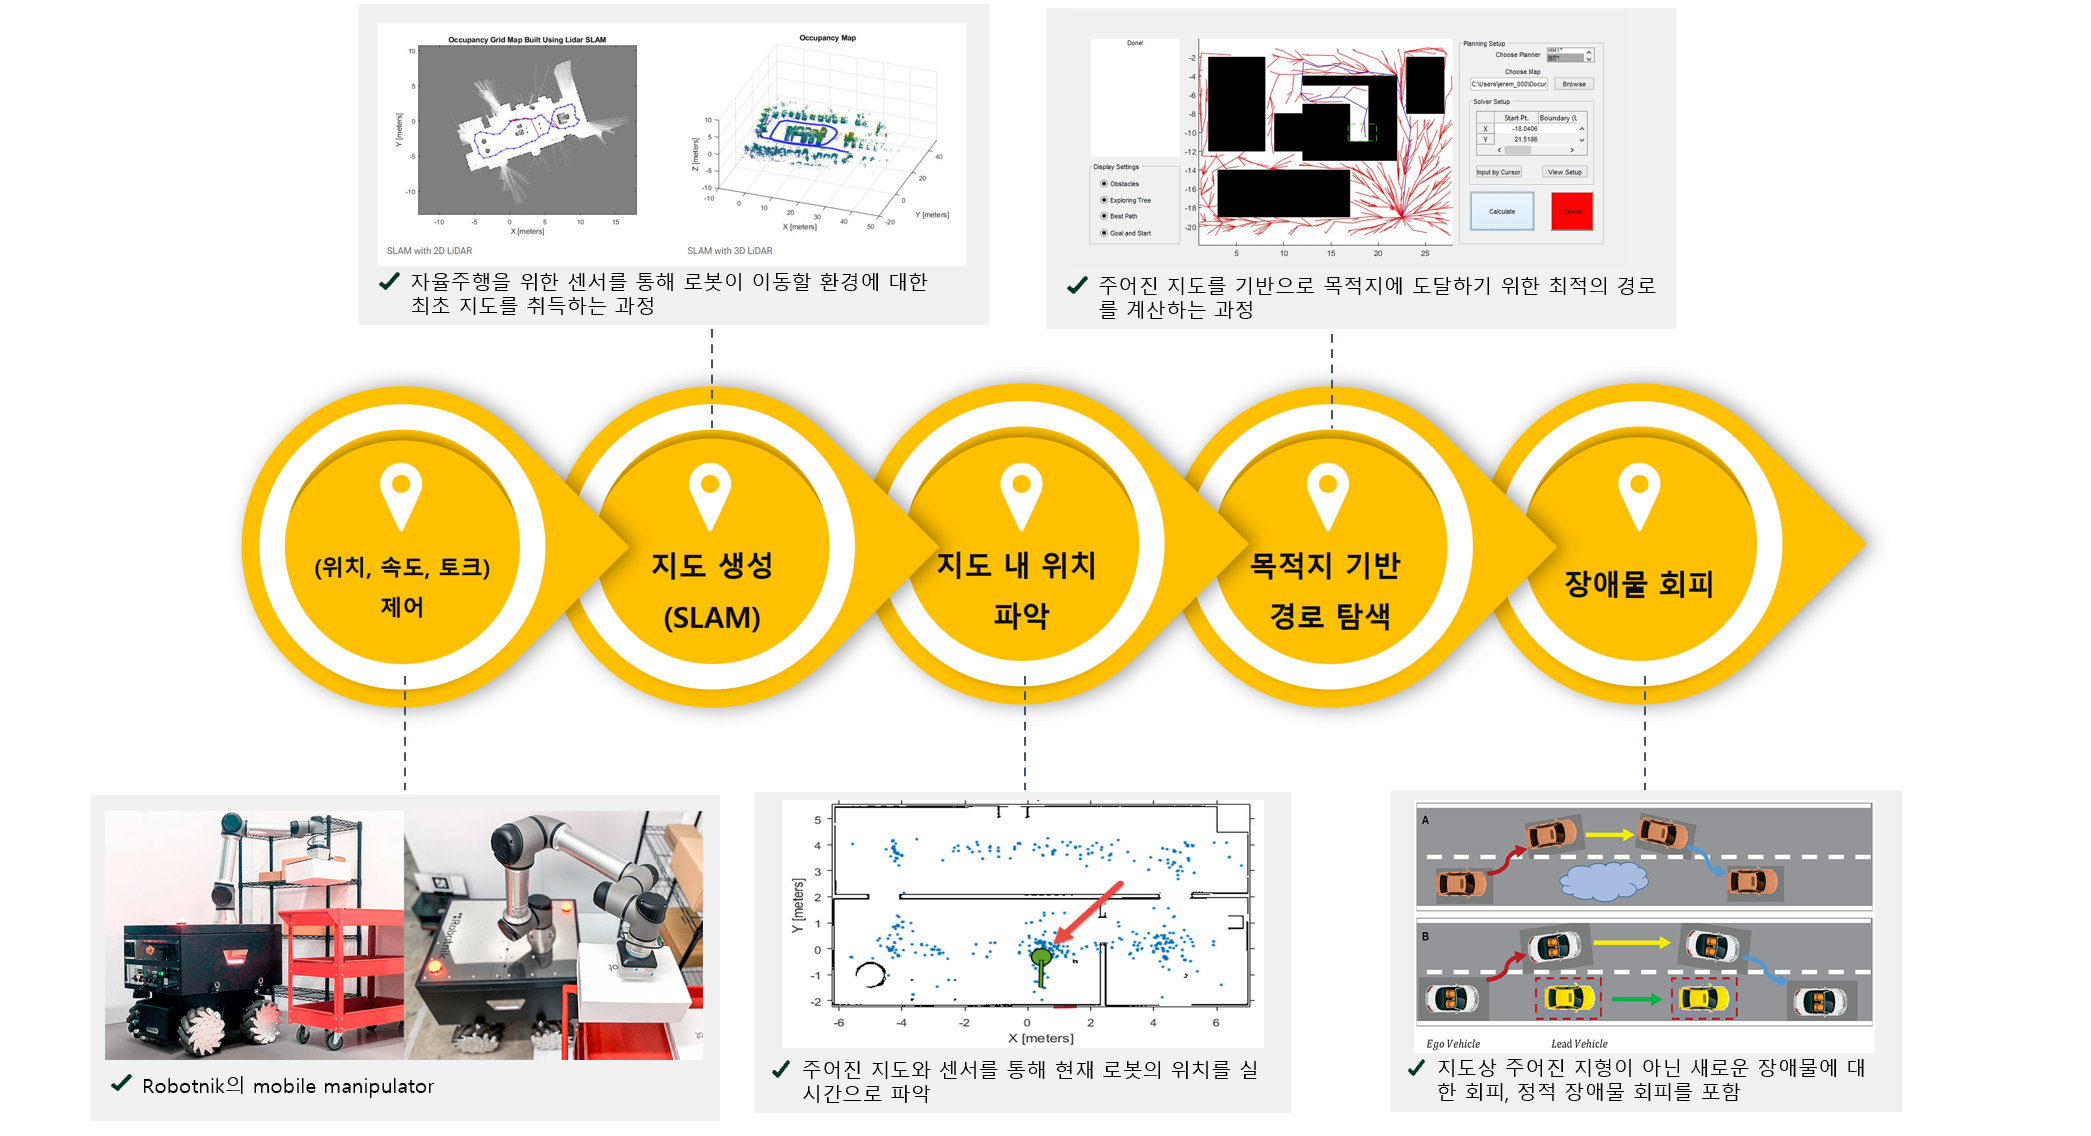 Occupancy Grid Map Built Using Lidar SLAM
10
5
0
-5
-10
Y [meters]
-10 -5 0 5 10 15
X [meters]
SLAM with 2D LiDAR
Occupancy Map
10
5
0
-5
-10
Z [meters]
-10 0 10 20 30 40 50
X [meters]
-20 0 20 40
Y [meters]
SLAM with 3D LiDAR
자율주행을 위한 센서를 통해 로봇이 이동할 환경에 대한
최초 지도를 취득하는 과정
Done!
Display Settings
Obstacles
Exploring Tree
Best Path
Goal and Start
-2
-4
-6
-8
-10
-12
-14
-16
-18
-20
5 10 15 20 25
Planning Setup
Choose Planner
RRT*
BIT*
Choose Map
C:\Users\jerem_000\Docur
Browse
Solver Setup
Start Pt. Boundary (L
X -18.0406
Y 21.5186
Input by Cursor
View Setup
Calculate
Cancel
주어진 지도를 기반으로 목적지에 도달하기 위한 최적의 경로
를 계산하는 과정
(위치, 속도, 토크)
제어
지도 생성
(SLAM)
지도 내 위치
파악
목적지 기반
경로 탐색
장애물 회피
Robotnik
Robotnik의 mobile manipulator
5
4
3
2
1
0
-1
-2
Y [meters]
-6 -4 -2 0 2 4 6
X [meters]
주어진 지도와 센서를 통해 현재 로봇의 위치를 실
시간으로 파악
A
B
Ego Vehicle
Lead Vehicle
지도상 주어진 지형이 아닌 새로운 장애물에 대
한 회피, 정적 장애물 회피를 포함